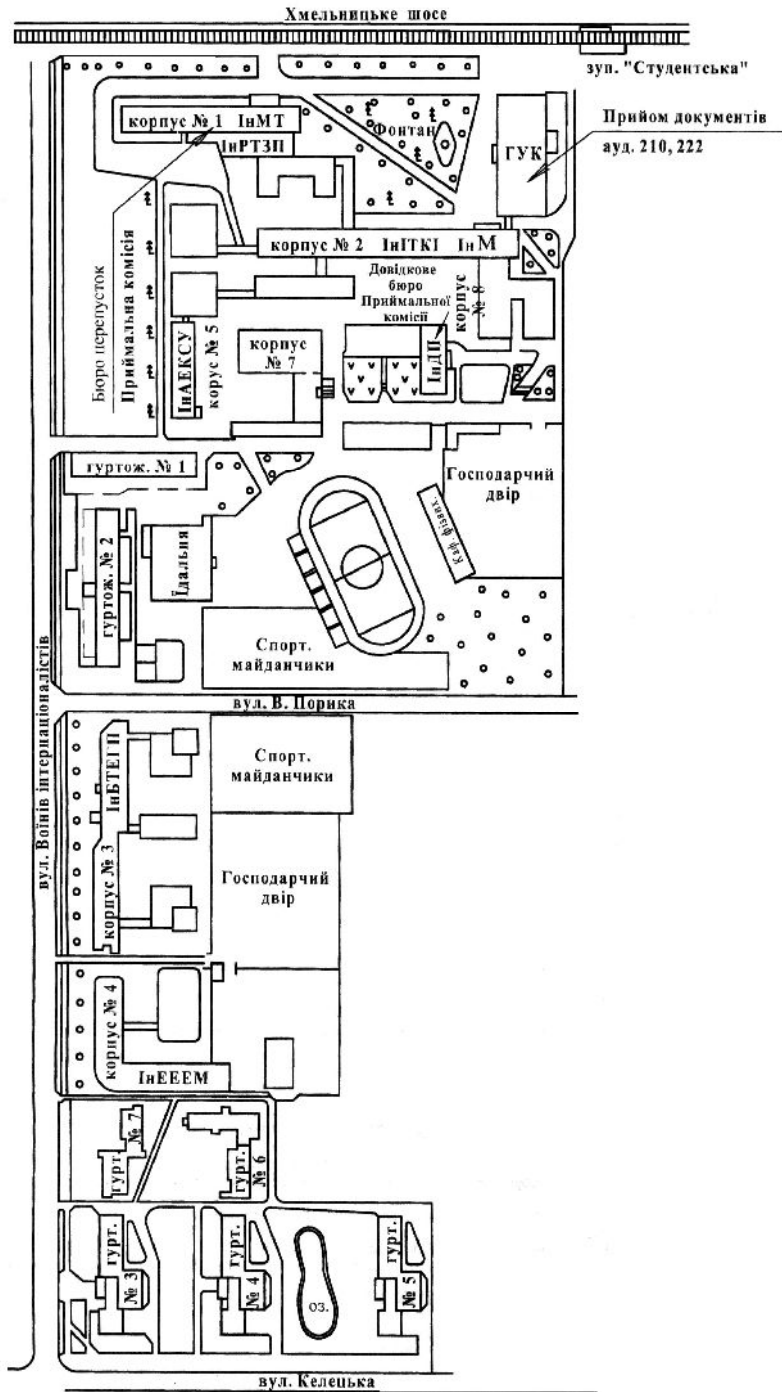 Хмельницьке шосе
зуп. "Студентська"
корпус № 1 ІнМТ
ІнРТЗП
Фонтан
ГУК
Прийом документів
ауд. 210, 222
корпус № 2 ІнІТКІ ІнМ
Довідкове
бюро
Приймальної
комісії
корпус
№ 8
Бюро перепусток
Приймальна комісія
ІнАЕКСУ
корус № 5
корпус
№ 7
ІнДП
гуртож. № 1
гуртож. № 2
Їдальня
Господарчий
двір
Каф. фізвих.
Спорт.
майданчики
вул. В. Порика
вул. Воїнів інтернаціоналістів
ІнБТЕГП
корпус № 3
Спорт.
майданчики
Господарчий
двір
корпус № 4
ІнЕЕЕМ
гурт.
№ 7
гурт.
№ 6
гурт.
№ 3
гурт.
№ 4
оз.
гурт.
№ 5
вул. Келецька